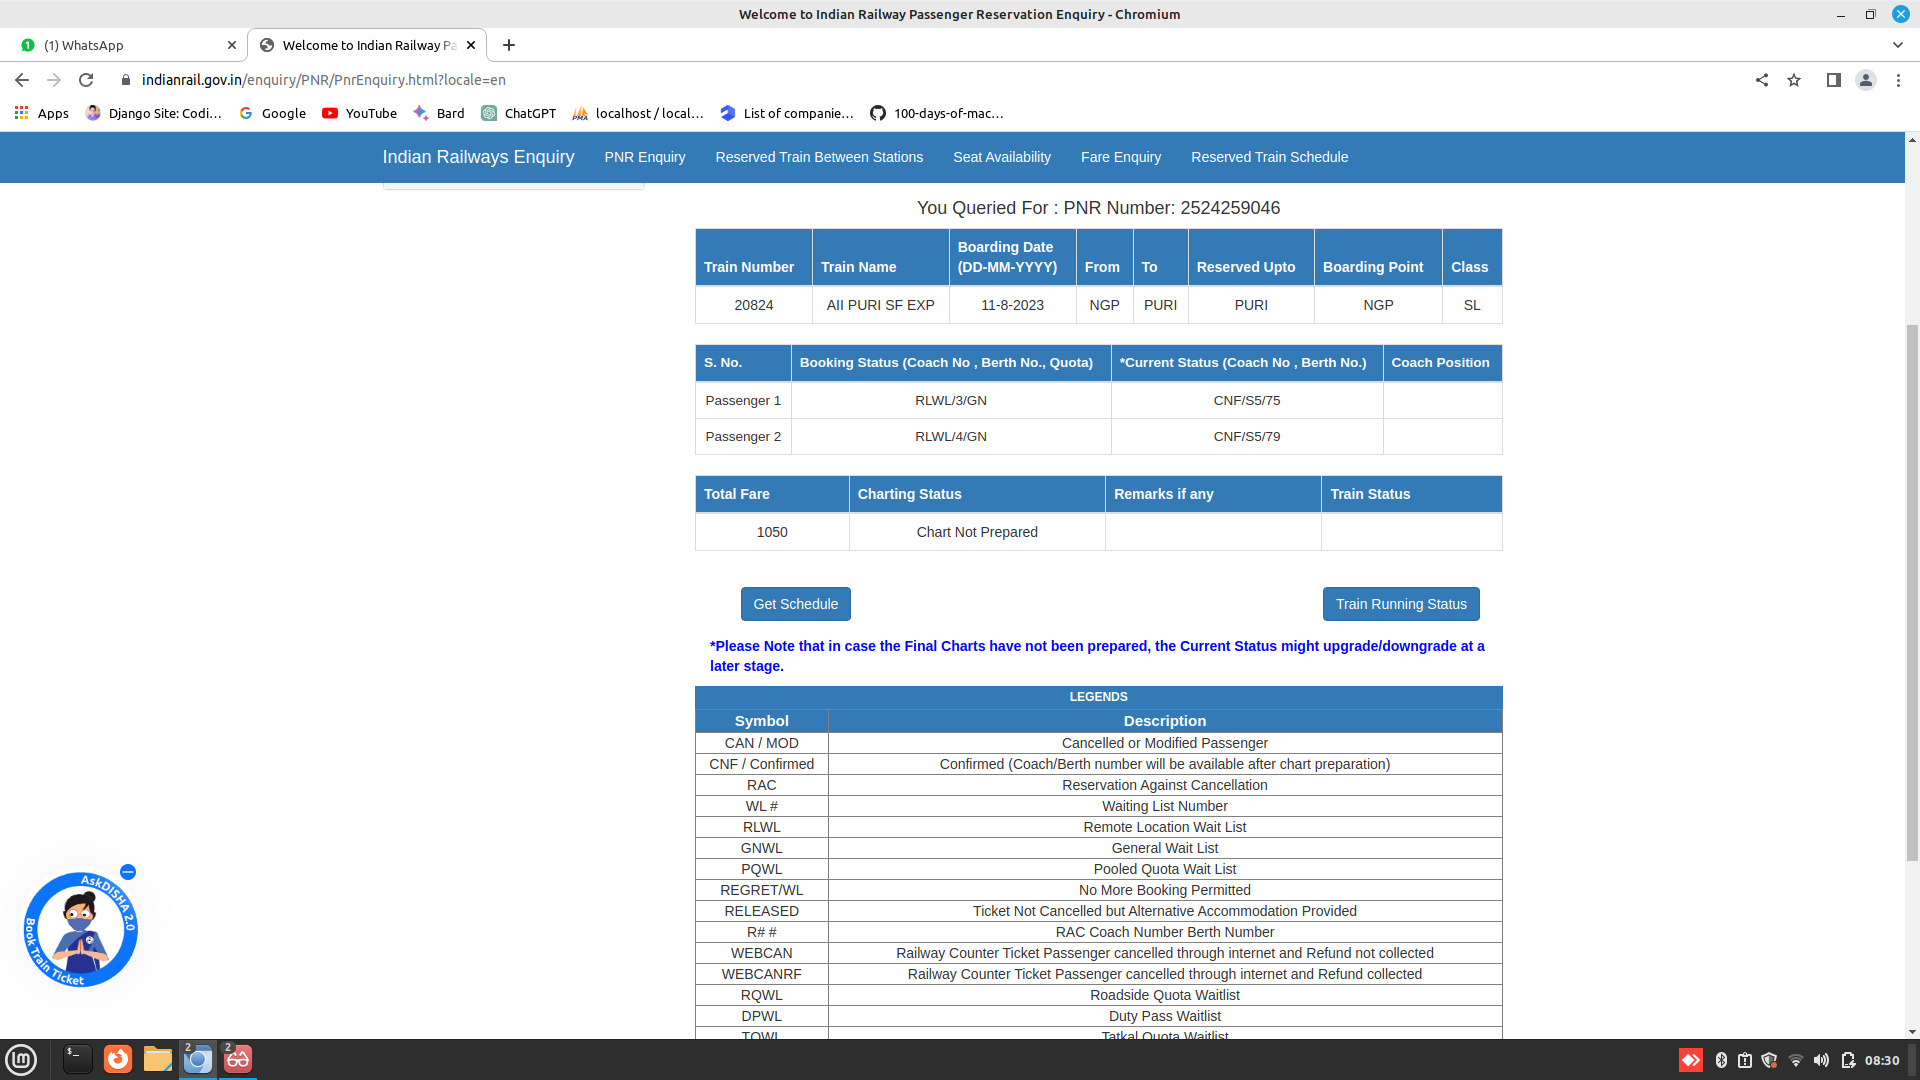 Welcome to Indian Railway Passenger Reservation Enquiry - Chromium
(1) WhatsApp
Welcome to Indian Railway Pa
indianrail.gov.in/enquiry/PNR/PnrEnquiry.html?locale=en
Apps Django Site: Codi... Google YouTube Bard ChatGPT localhost / local... List of companie... 100-days-of-mac...
Indian Railways Enquiry PNR Enquiry Reserved Train Between Stations Seat Availability Fare Enquiry Reserved Train Schedule
You Queried For : PNR Number: 2524259046
Train Number Train Name Boarding Date (DD-MM-YYYY) From To Reserved Upto Boarding Point Class
20824 AII PURI SF EXP 11-8-2023 NGP PURI PURI NGP SL
S. No. Booking Status (Coach No , Berth No., Quota) *Current Status (Coach No , Berth No.) Coach Position
Passenger 1 RLWL/3/GN CNF/S5/75
Passenger 2 RLWL/4/GN CNF/S5/79
Total Fare Charting Status Remarks if any Train Status
1050 Chart Not Prepared
Get Schedule Train Running Status
*Please Note that in case the Final Charts have not been prepared, the Current Status might upgrade/downgrade at a
later stage.
LEGENDS
Symbol Description
CAN / MOD Cancelled or Modified Passenger
CNF / Confirmed Confirmed (Coach/Berth number will be available after chart preparation)
RAC Reservation Against Cancellation
WL # Waiting List Number
RLWL Remote Location Wait List
GNWL General Wait List
PQWL Pooled Quota Wait List
REGRET/WL No More Booking Permitted
RELEASED Ticket Not Cancelled but Alternative Accommodation Provided
R# # RAC Coach Number Berth Number
WEBCAN Railway Counter Ticket Passenger cancelled through internet and Refund not collected
WEBCANRF Railway Counter Ticket Passenger cancelled through internet and Refund collected
RQWL Roadside Quota Waitlist
DPWL Duty Pass Waitlist
TQWL Tatkal Quota Waitlist
AskDISHA 2.0
Book Train Ticket
2 2
08:30